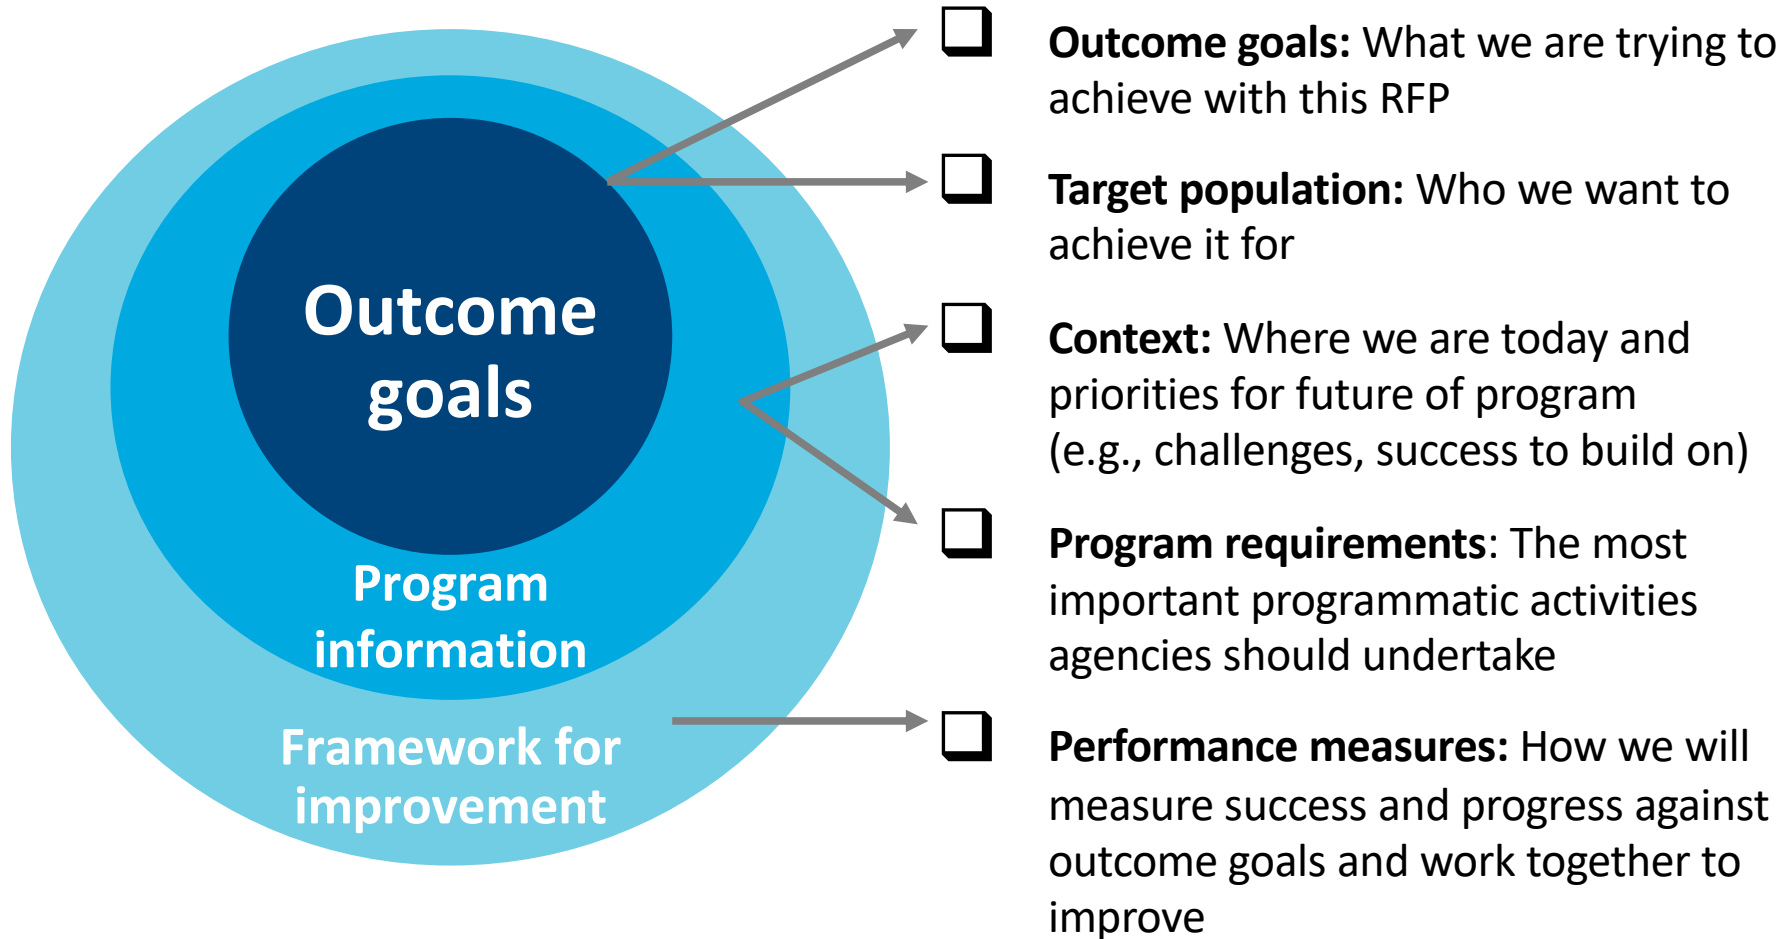 Outcome
goals
Program
information
Framework for
improvement
Outcome goals: What we are trying to
achieve with this RFP
Target population: Who we want to
achieve it for
Context: Where we are today and
priorities for future of program
(e.g., challenges, success to build on)
Program requirements: The most
important programmatic activities
agencies should undertake
Performance measures: How we will
measure success and progress against
outcome goals and work together to
improve